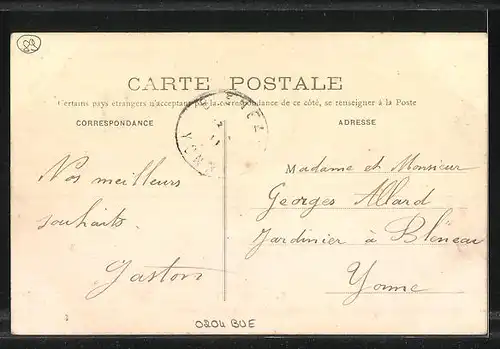 89
CARTE POSTALE
Certains pays étrangers n'acceptant pas la correspondance de ce côté, se renseigner à la Poste
CORRESPONDANCE
ADRESSE
Nos meilleurs
souhaits.
Gaston
Madame et Monsieur
Georges Allard
Jardinier à Bléneau
Yonne
0204 BUE